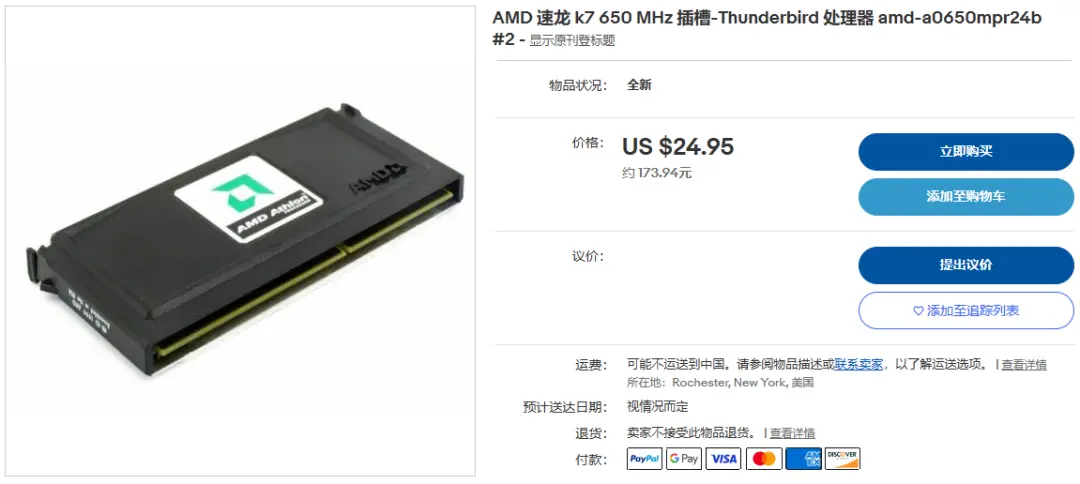 AMD 速龙 k7 650 MHz 插槽-Thunderbird 处理器 amd-a0650mpr24b
#2 - 显示原刊登标题
物品状况： 全新
价格： US $24.95
约 173.94元
立即购买
添加至购物车
议价：
提出议价
♡ 添加至追踪列表
运费： 可能不运送到中国。请参阅物品描述或联系卖家，以了解运送选项。 | 查看详情
所在地：Rochester, New York, 美国
预计送达日期： 视情况而定
退货： 卖家不接受此物品退货。 | 查看详情
付款： PayPal G Pay VISA MasterCard AMEX DISCOVER
AMD
AMD Athlon